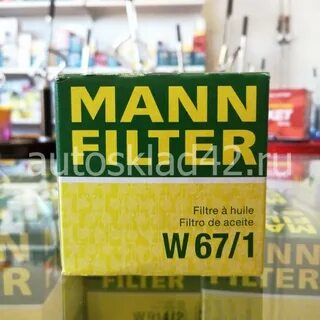 MANN
FILTER
autosklad42.ru
Filtre à huile
Filtro de aceite
W 67/1